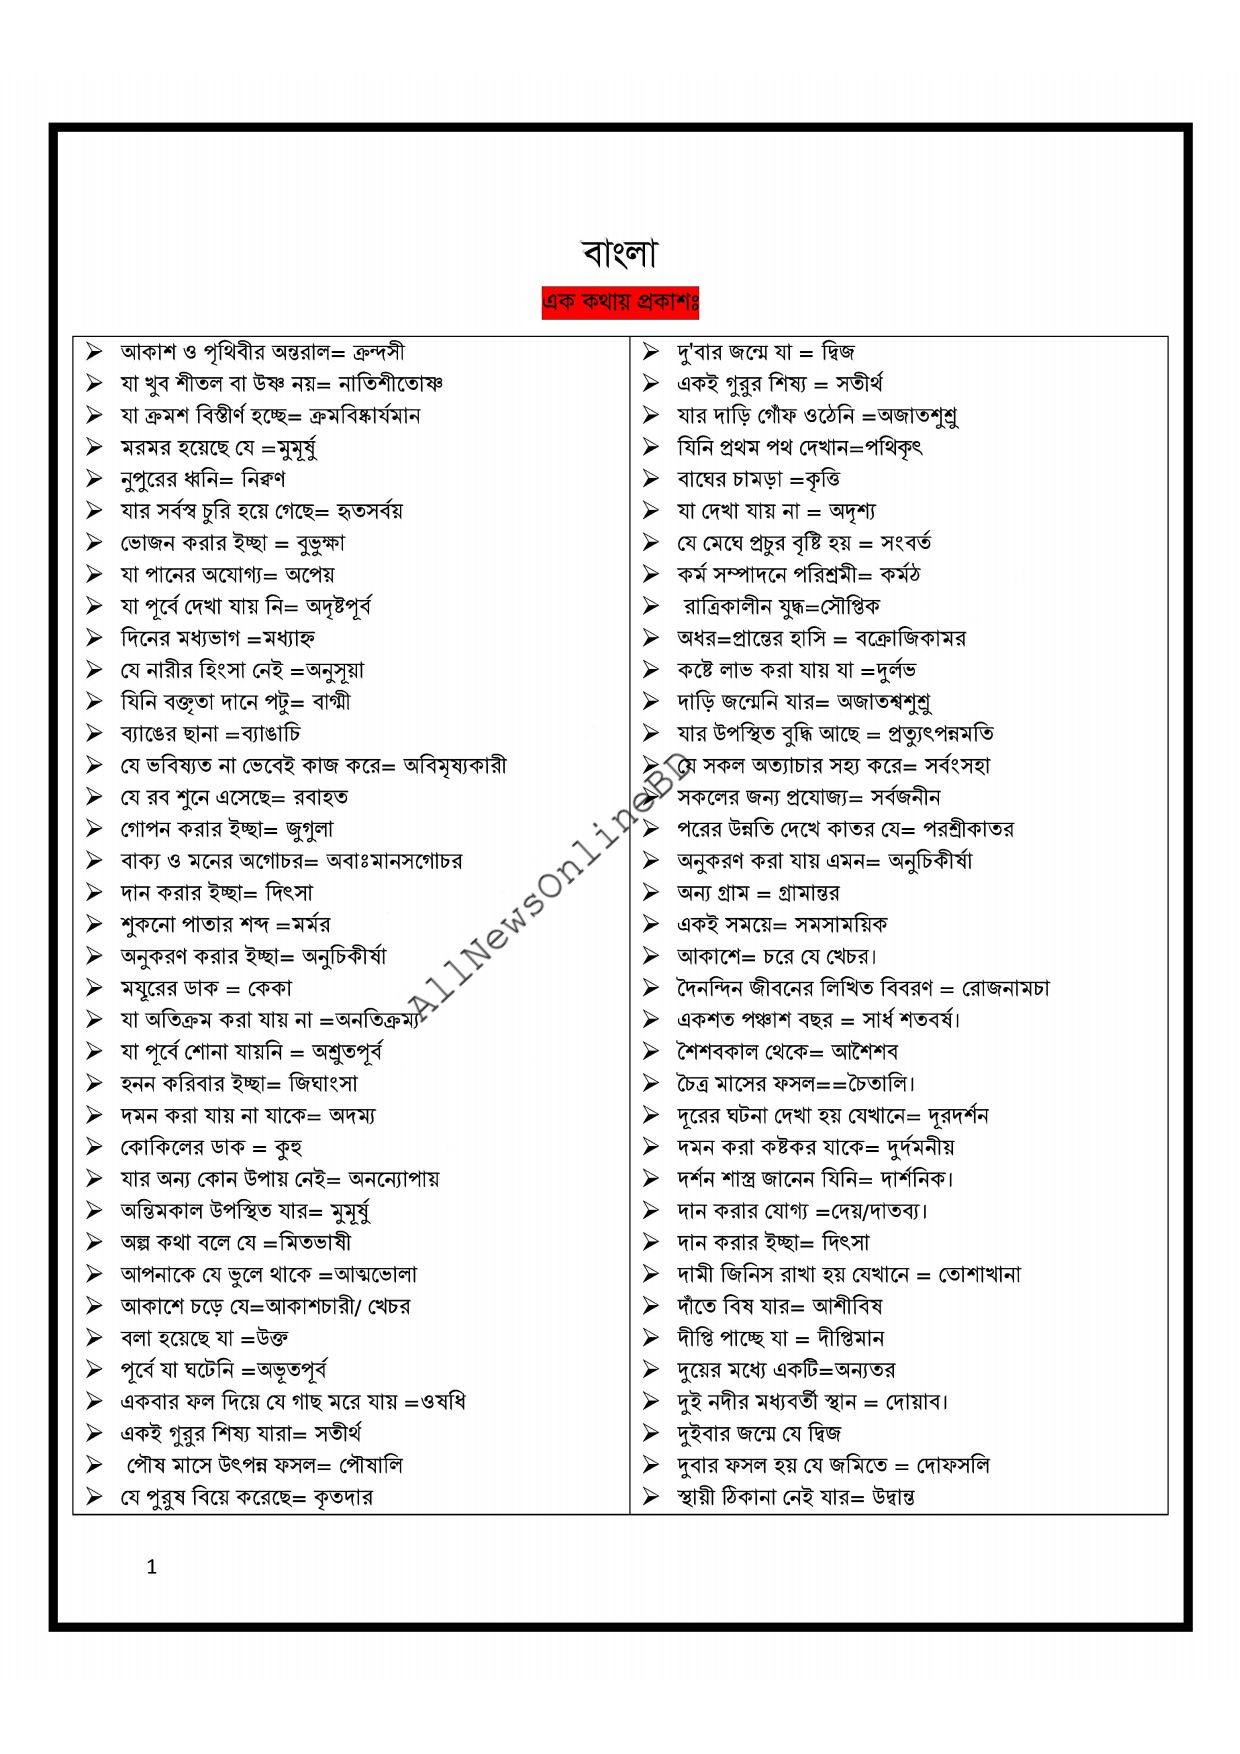 বাংলা
এক কথায় প্রকাশঃ
আকাশ ও পৃথিবীর অন্তরাল= ক্রন্দসী
যা খুব শীতল বা উষ্ণ নয়= নাতিশীতোষ্ণ
যা ক্রমশ বিস্তীর্ণ হচ্ছে= ক্রমবিষ্কার্যমান
মরমর হয়েছে যে =মুমূর্ষু
নুপুরের ধ্বনি= নিক্বণ
যার সর্বস্ব চুরি হয়ে গেছে= হৃতসর্বয়
ভোজন করার ইচ্ছা = বুভুক্ষা
যা পানের অযোগ্য= অপেয়
যা পূর্বে দেখা যায় নি= অদৃষ্টপূর্ব
দিনের মধ্যভাগ =মধ্যাহ্ন
যে নারীর হিংসা নেই =অনুসূয়া
যিনি বক্তৃতা দানে পটু= বাগ্মী
ব্যাঙের ছানা =ব্যাঙাচি
যে ভবিষ্যত না ভেবেই কাজ করে= অবিমৃষ্যকারী
যে রব শুনে এসেছে= রবাহত
গোপন করার ইচ্ছা= জুগুলা
বাক্য ও মনের অগোচর= অবাঃমানসগোচর
দান করার ইচ্ছা= দিৎসা
শুকনো পাতার শব্দ =মর্মর
অনুকরণ করার ইচ্ছা= অনুচিকীর্ষা
মযূরের ডাক = কেকা
যা অতিক্রম করা যায় না =অনতিক্রম্য
যা পূর্বে শোনা যায়নি = অশ্রুতপূর্ব
হনন করিবার ইচ্ছা= জিঘাংসা
দমন করা যায় না যাকে= অদম্য
কোকিলের ডাক = কুহু
যার অন্য কোন উপায় নেই= অনন্যোপায়
অন্তিমকাল উপস্থিত যার= মুমূর্ষু
অল্প কথা বলে যে =মিতভাষী
আপনাকে যে ভুলে থাকে =আত্মভোলা
আকাশে চড়ে যে=আকাশচারী/ খেচর
বলা হয়েছে যা =উক্ত
পূর্বে যা ঘটেনি =অভূতপূর্ব
একবার ফল দিয়ে যে গাছ মরে যায় =ওষধি
একই গুরুর শিষ্য যারা= সতীর্থ
পৌষ মাসে উৎপন্ন ফসল= পৌষালি
যে পুরুষ বিয়ে করেছে= কৃতদার
দু'বার জন্মে যা = দ্বিজ
একই গুরুর শিষ্য = সতীর্থ
যার দাড়ি গোঁফ ওঠেনি =অজাতশুশ্রু
যিনি প্রথম পথ দেখান=পথিকৃৎ
বাঘের চামড়া =কৃত্তি
যা দেখা যায় না = অদৃশ্য
যে মেঘে প্রচুর বৃষ্টি হয় = সংবর্ত
কর্ম সম্পাদনে পরিশ্রমী= কর্মঠ
রাত্রিকালীন যুদ্ধ=সৌপ্তিক
অধর=প্রান্তের হাসি = বক্রোজিকামর
কষ্টে লাভ করা যায় যা =দুর্লভ
দাড়ি জন্মেনি যার= অজাতশ্বশুশ্রু
যার উপস্থিত বুদ্ধি আছে = প্রত্যুৎপন্নমতি
যে সকল অত্যাচার সহ্য করে= সর্বংসহা
সকলের জন্য প্রযোজ্য= সর্বজনীন
পরের উন্নতি দেখে কাতর যে= পরশ্রীকাতর
অনুকরণ করা যায় এমন= অনুচিকীর্ষা
অন্য গ্রাম = গ্রামান্তর
একই সময়ে= সমসাময়িক
আকাশে= চরে যে খেচর।
দৈনন্দিন জীবনের লিখিত বিবরণ = রোজনামচা
একশত পঞ্চাশ বছর = সার্ধ শতবর্ষ।
শৈশবকাল থেকে= আশৈশব
চৈত্র মাসের ফসল==চৈতালি।
দূরের ঘটনা দেখা হয় যেখানে= দূরদর্শন
দমন করা কষ্টকর যাকে= দুর্দমনীয়
দর্শন শাস্ত্র জানেন যিনি= দার্শনিক।
দান করার যোগ্য =দেয়/দাতব্য।
দান করার ইচ্ছা= দিৎসা
দামী জিনিস রাখা হয় যেখানে = তোশাখানা
দাঁতে বিষ যার= আশীবিষ
দীপ্তি পাচ্ছে যা = দীপ্তিমান
দুয়ের মধ্যে একটি=অন্যতর
দুই নদীর মধ্যবর্তী স্থান = দোয়াব।
দুইবার জন্মে যে দ্বিজ
দুবার ফসল হয় যে জমিতে = দোফসলি
স্থায়ী ঠিকানা নেই যার= উদ্বাস্ত
AllNewsOnlineBD
1